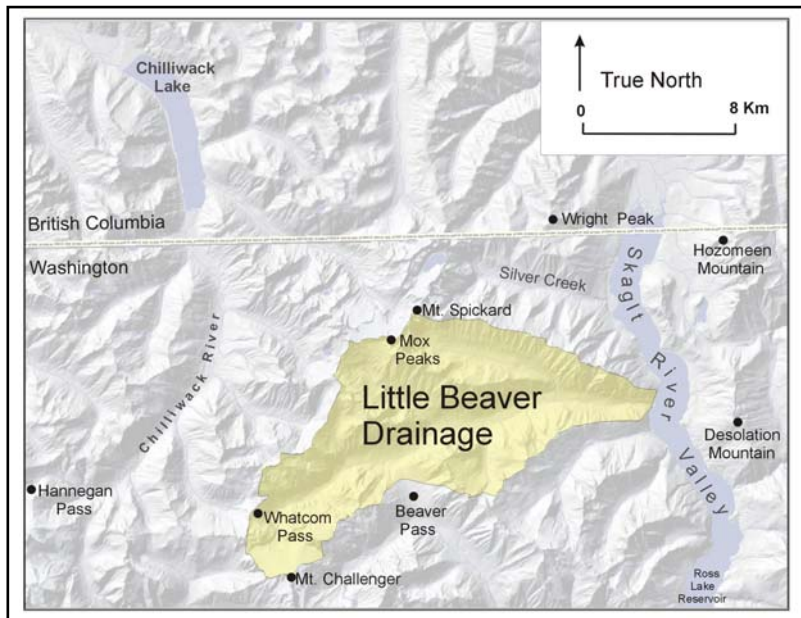 Chilliwack
Lake
True North
0 8 Km
British Columbia
Washington
Wright Peak
Hozomeen
Mountain
Silver Creek
Skagit River Valley
Mt. Spickard
Mox
Peaks
Chilliwack River
Little Beaver
Drainage
Desolation
Mountain
Hannegan
Pass
Whatcom
Pass
Beaver
Pass
Mt. Challenger
Ross
Lake
Reservoir